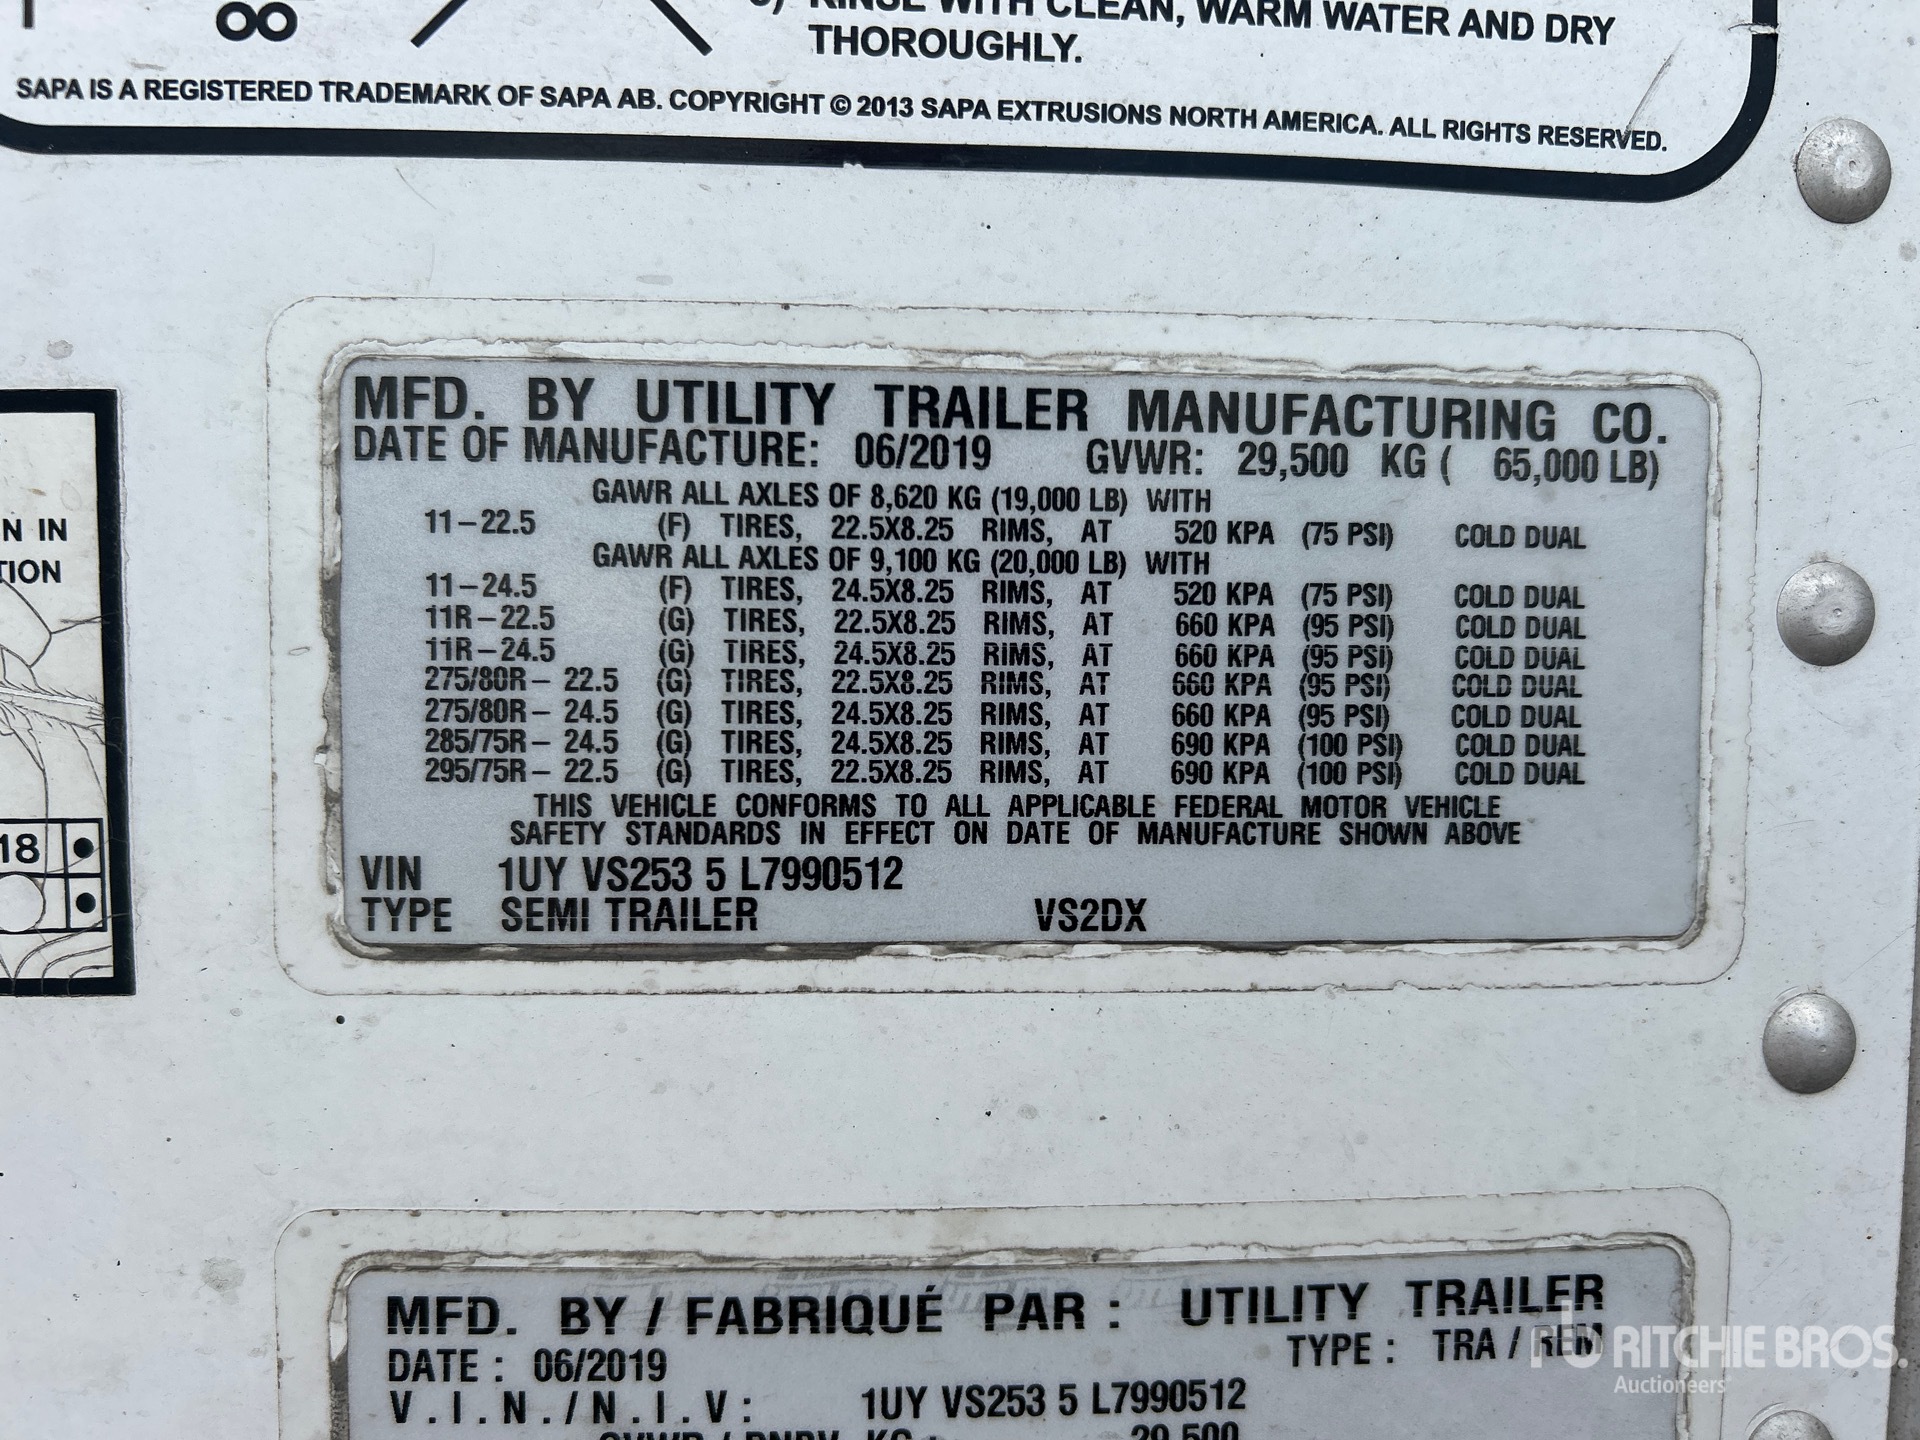 RINSE WITH CLEAN, WARM WATER AND DRY
THOROUGHLY.
SAPA IS A REGISTERED TRADEMARK OF SAPA AB. COPYRIGHT © 2013 SAPA EXTRUSIONS NORTH AMERICA. ALL RIGHTS RESERVED.
N IN
TION
18
MFD. BY UTILITY TRAILER MANUFACTURING CO.
DATE OF MANUFACTURE: 06/2019 GVWR: 29,500 KG ( 65,000 LB)
GAWR ALL AXLES OF 8,620 KG (19,000 LB) WITH
11-22.5 (F) TIRES, 22.5X8.25 RIMS, AT 520 KPA (75 PSI) COLD DUAL
GAWR ALL AXLES OF 9,100 KG (20,000 LB) WITH
11-24.5 (F) TIRES, 24.5X8.25 RIMS, AT 520 KPA (75 PSI) COLD DUAL
11R-22.5 (G) TIRES, 22.5X8.25 RIMS, AT 660 KPA (95 PSI) COLD DUAL
11R-24.5 (G) TIRES, 24.5X8.25 RIMS, AT 660 KPA (95 PSI) COLD DUAL
275/80R- 22.5 (G) TIRES, 22.5X8.25 RIMS, AT 660 KPA (95 PSI) COLD DUAL
275/80R- 24.5 (G) TIRES, 24.5X8.25 RIMS, AT 660 KPA (95 PSI) COLD DUAL
285/75R- 24.5 (G) TIRES, 24.5X8.25 RIMS, AT 690 KPA (100 PSI) COLD DUAL
295/75R- 22.5 (G) TIRES, 22.5X8.25 RIMS, AT 690 KPA (100 PSI) COLD DUAL
THIS VEHICLE CONFORMS TO ALL APPLICABLE FEDERAL MOTOR VEHICLE
SAFETY STANDARDS IN EFFECT ON DATE OF MANUFACTURE SHOWN ABOVE
VIN 1UY VS253 5 L7990512
TYPE SEMI TRAILER VS2DX
MFD. BY / FABRIQUÉ PAR : UTILITY TRAILER
DATE : 06/2019 TYPE : TRA / REM
V.I.N./N.I.V: 1UY VS253 5 L7990512
GVWR / PNBV KG : 29,500
RITCHIE BROS.
Auctioneers